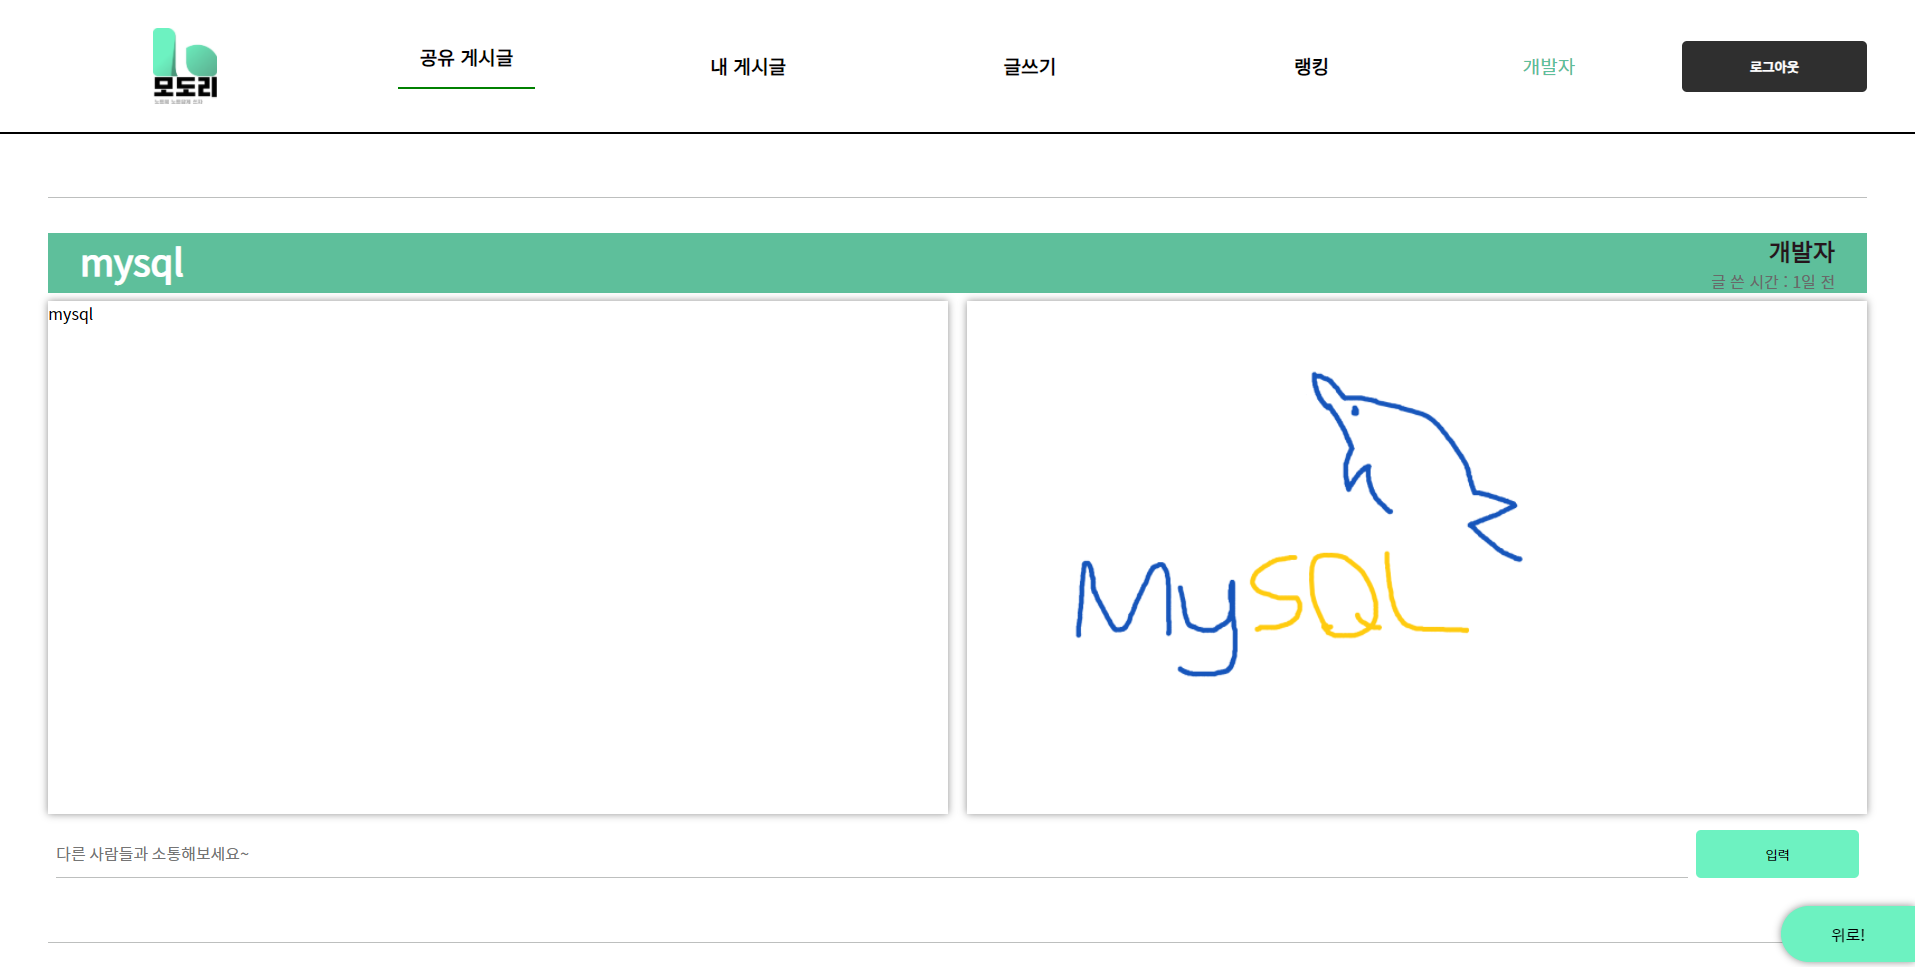 모도리
공유 게시글
내 게시글
글쓰기
랭킹
개발자
로그아웃
mysql
개발자
글 쓴 시간 : 1일 전
mysql
MySQL
다른 사람들과 소통해보세요~
입력
위로!